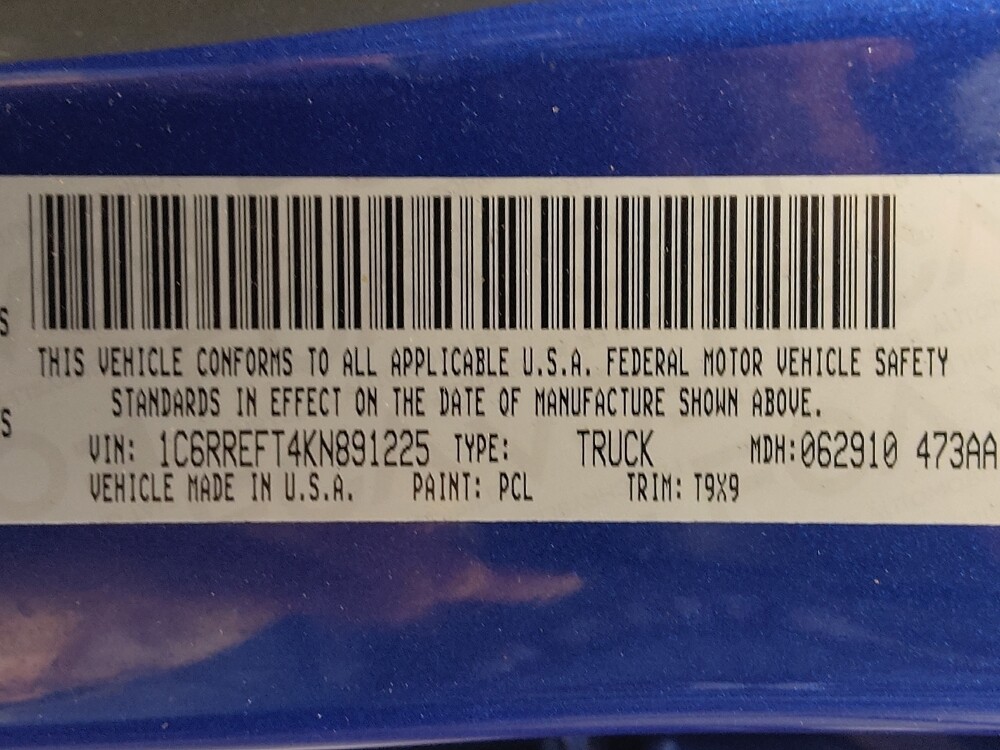 S
THIS VEHICLE CONFORMS TO ALL APPLICABLE U.S.A. FEDERAL MOTOR VEHICLE SAFETY
S
STANDARDS IN EFFECT ON THE DATE OF MANUFACTURE SHOWN ABOVE.
VIN: 1C6RREFT4KN891225 TYPE: TRUCK MDH:062910 473AA
VEHICLE MADE IN U.S.A. PAINT: PCL TRIM: T9X9